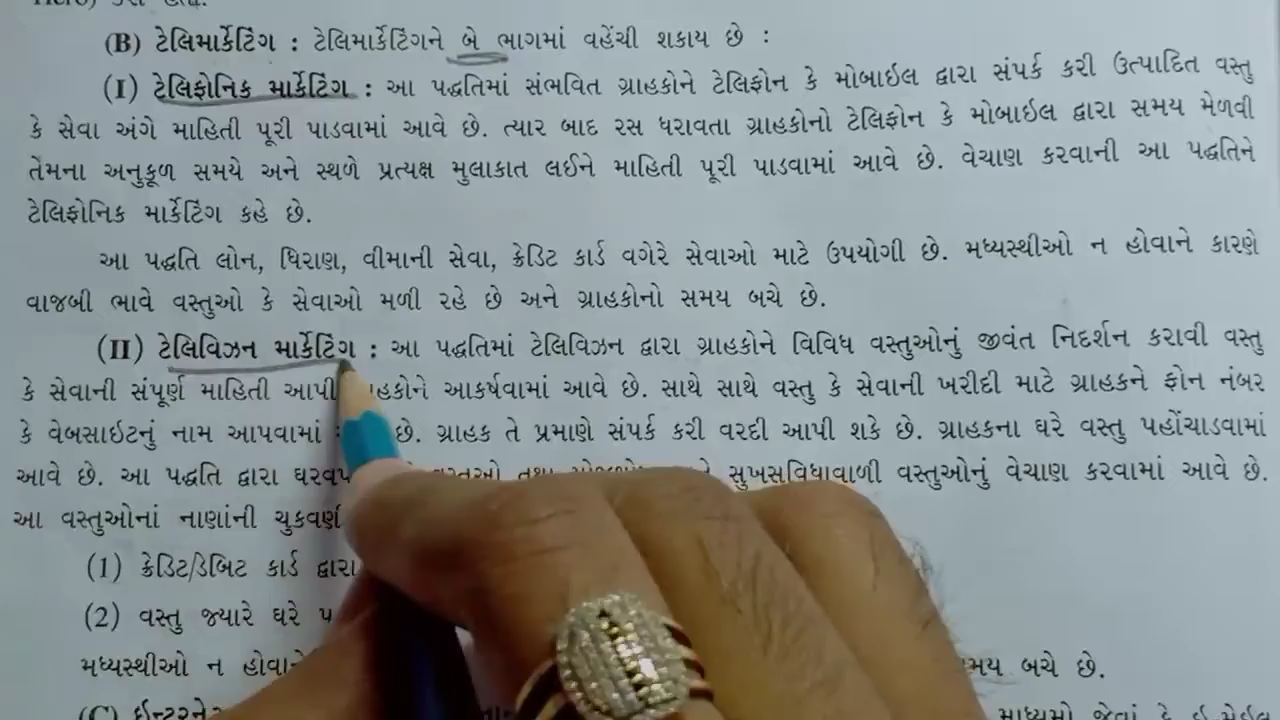 (B) ટેલિમાર્કેટિંગ : ટેલિમાર્કેટિંગને બે ભાગમાં વહેંચી શકાય છે :
(I) ટેલિફોનિક માર્કેટિંગ : આ પદ્ધતિમાં સંભવિત ગ્રાહકોને ટેલિફોન કે મોબાઇલ દ્વારા સંપર્ક કરી ઉત્પાદિત વસ્તુ
કે સેવા અંગે માહિતી પૂરી પાડવામાં આવે છે. ત્યાર બાદ રસ ધરાવતા ગ્રાહકોનો ટેલિફોન કે મોબાઇલ દ્વારા સમય મેળવી
તેમના અનુકૂળ સમયે અને સ્થળે પ્રત્યક્ષ મુલાકાત લઈને માહિતી પૂરી પાડવામાં આવે છે. વેચાણ કરવાની આ પદ્ધતિને
ટેલિફોનિક માર્કેટિંગ કહે છે.
આ પદ્ધતિ લોન, ધિરાણ, વીમાની સેવા, ક્રેડિટ કાર્ડ વગેરે સેવાઓ માટે ઉપયોગી છે. મધ્યસ્થીઓ ન હોવાને કારણે
વાજબી ભાવે વસ્તુઓ કે સેવાઓ મળી રહે છે અને ગ્રાહકોનો સમય બચે છે.
(II) ટેલિવિઝન માર્કેટિંગ : આ પદ્ધતિમાં ટેલિવિઝન દ્વારા ગ્રાહકોને વિવિધ વસ્તુઓનું જીવંત નિદર્શન કરાવી વસ્તુ
કે સેવાની સંપૂર્ણ માહિતી આપી આકર્ષવામાં આવે છે. સાથે સાથે વસ્તુ કે સેવાની ખરીદી માટે ગ્રાહકને ફોન નંબર
કે વેબસાઇટનું નામ આપવામાં છે. ગ્રાહક તે પ્રમાણે સંપર્ક કરી વરદી આપી શકે છે. ગ્રાહકના ઘરે વસ્તુ પહોંચાડવામાં
આવે છે. આ પદ્ધતિ દ્વારા સુખસુવિધાવાળી વસ્તુઓનું વેચાણ કરવામાં આવે છે.
આ વસ્તુઓનાં નાણાંની
(1) ક્રેડિટ/ડેબિટ કાર્ડ દ્વારા
(2) વસ્તુ જ્યારે ઘરે
મધ્યસ્થીઓ ન બચે છે.
(C) માધ્યમો જેવાં કે